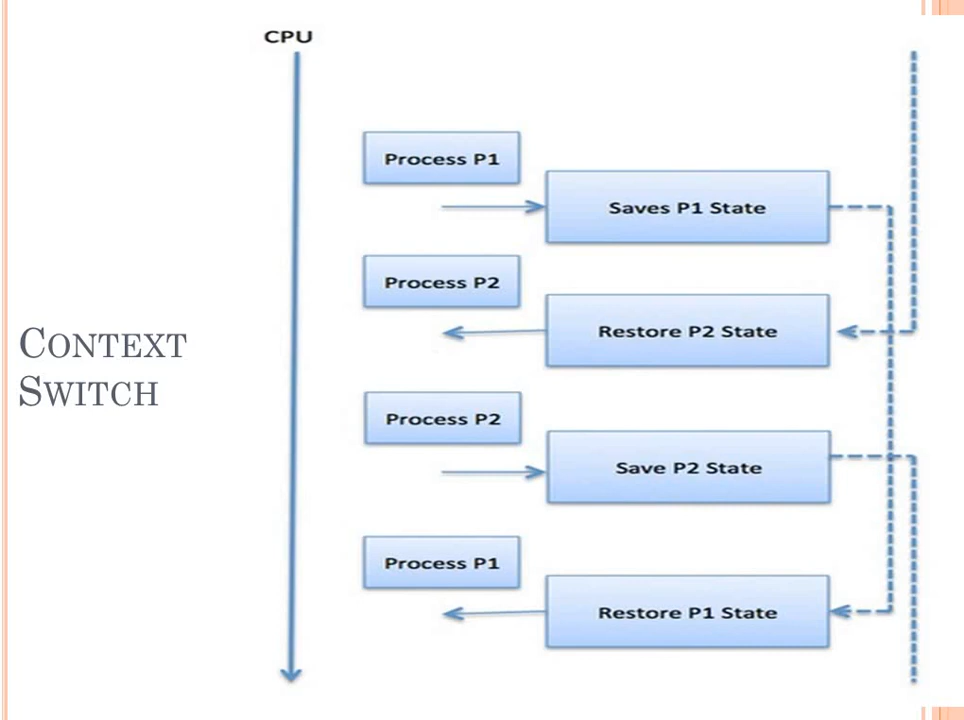 CPU
Process P1
Saves P1 State
Process P2
Restore P2 State
CONTEXT
SWITCH
Process P2
Save P2 State
Process P1
Restore P1 State